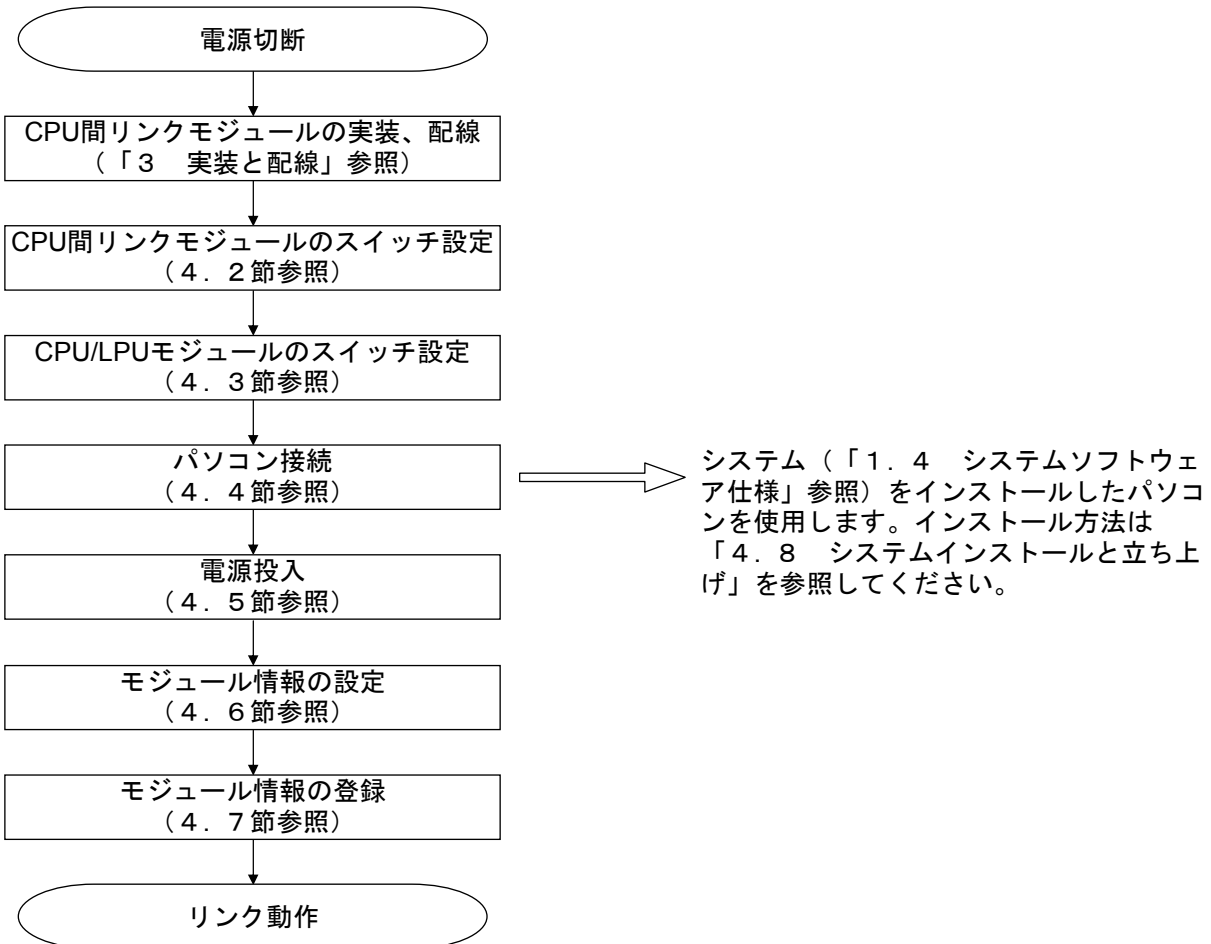 電源切断
CPU間リンクモジュールの実装、配線
（「３　実装と配線」参照）
CPU間リンクモジュールのスイッチ設定
（４．２節参照）
CPU/LPUモジュールのスイッチ設定
（４．３節参照）
パソコン接続
（４．４節参照）
システム（「１．４　システムソフトウェ
ア仕様」参照）をインストールしたパソコ
ンを使用します。インストール方法は
「４．８　システムインストールと立ち上
げ」を参照してください。
電源投入
（４．５節参照）
モジュール情報の設定
（４．６節参照）
モジュール情報の登録
（４．７節参照）
リンク動作